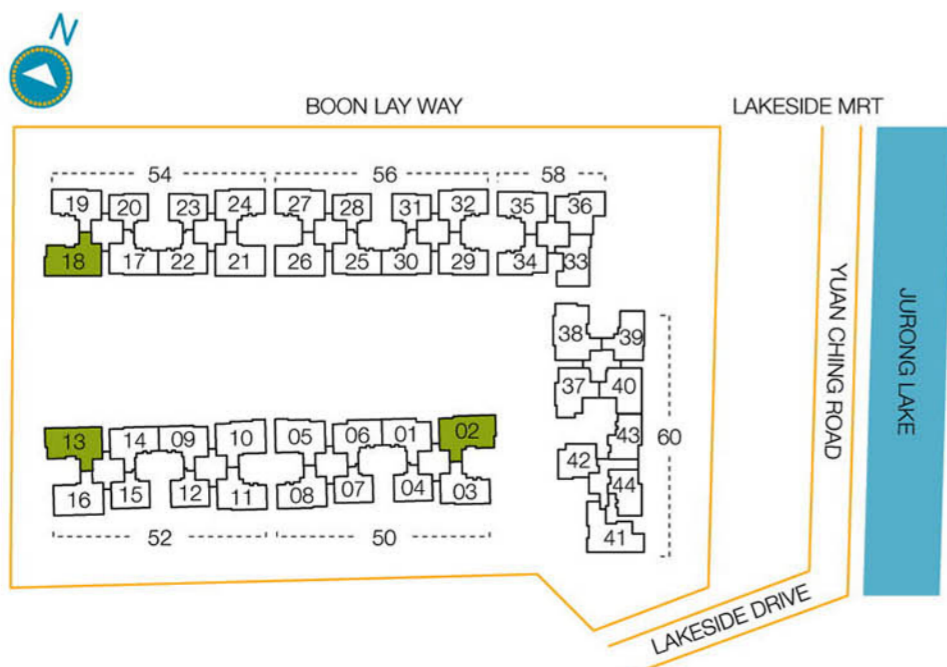 N
BOON LAY WAY
LAKESIDE MRT
54
56
58
19 20 23 24 27 28 31 32 35 36
18 17 22 21 26 25 30 29 34 33
38 39
37 40
13 14 09 10 05 06 01 02 43
42
16 15 12 11 08 07 04 03 44
41
60
52
50
YUAN CHING ROAD
JURONG LAKE
LAKESIDE DRIVE